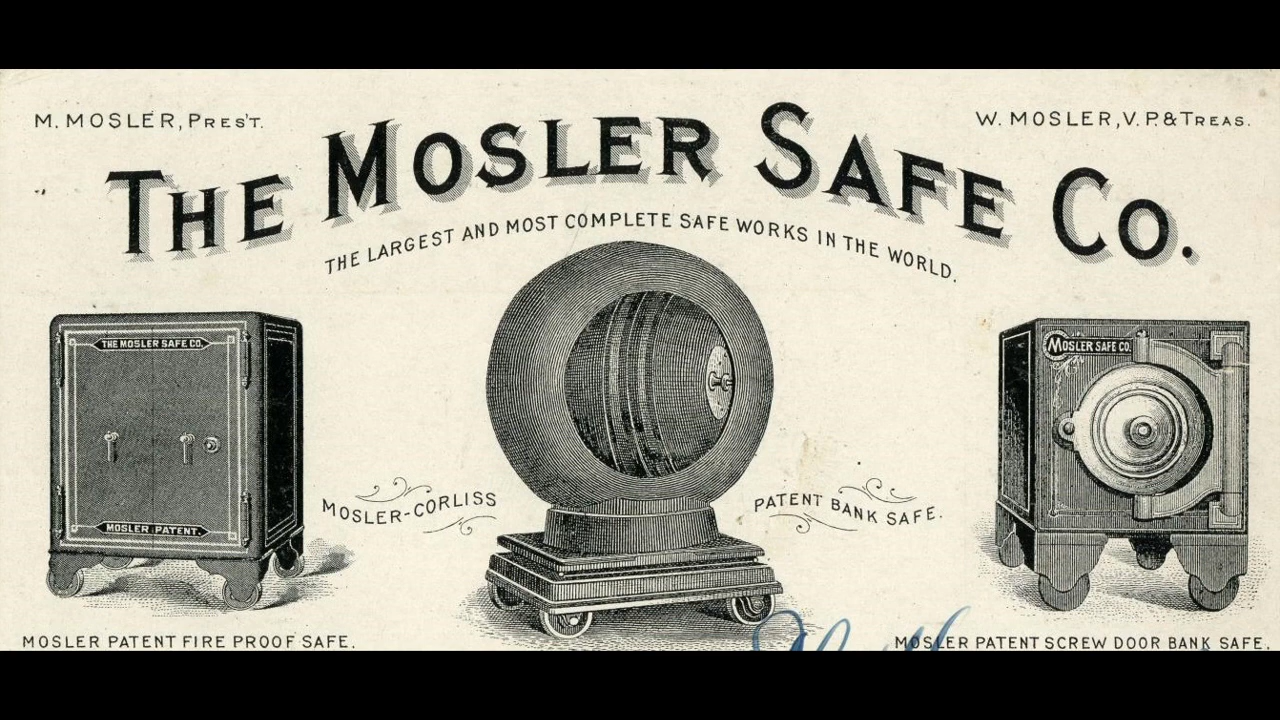 M. MOSLER, PRES'T.
W. MOSLER, V. P. & TREAS.
THE MOSLER SAFE CO.
THE LARGEST AND MOST COMPLETE SAFE WORKS IN THE WORLD.
THE MOSLER SAFE CO.
MOSLER PATENT.
MOSLER SAFE CO.
MOSLER-CORLISS
PATENT BANK SAFE.
MOSLER PATENT FIRE PROOF SAFE.
MOSLER PATENT SCREW DOOR BANK SAFE.